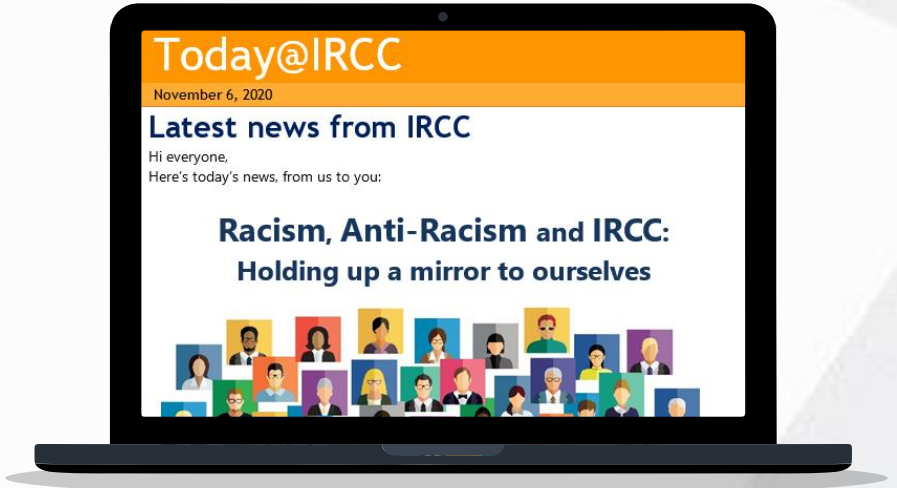 Today@IRCC
November 6, 2020
Latest news from IRCC
Hi everyone,
Here's today's news, from us to you:
Racism, Anti-Racism and IRCC:
Holding up a mirror to ourselves